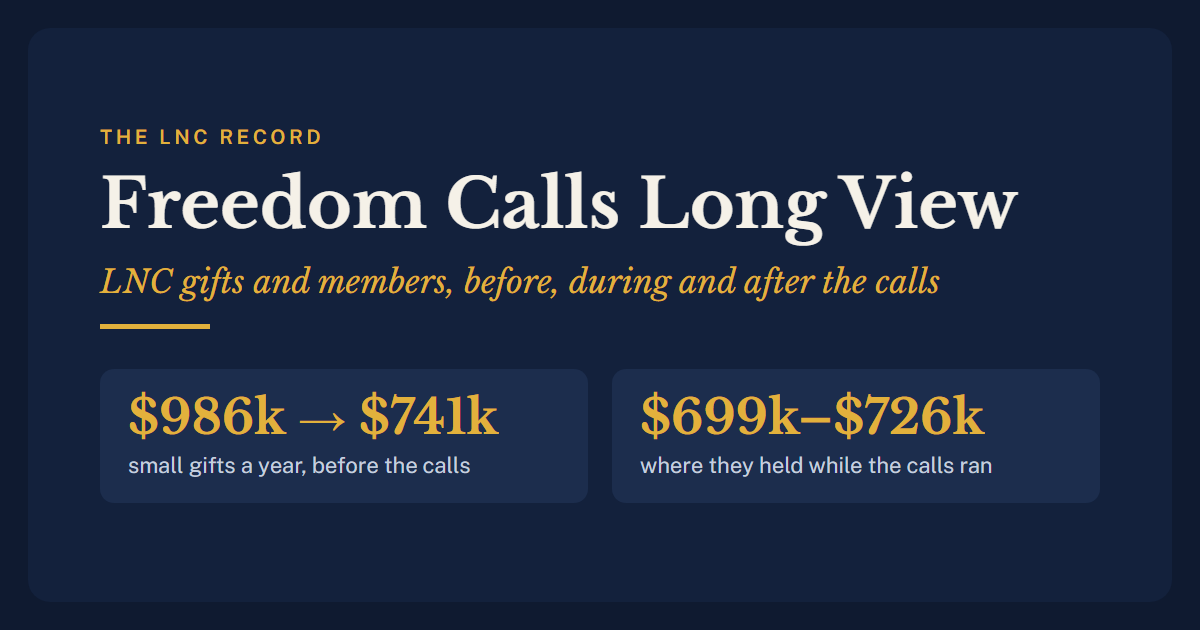 THE LNC RECORD
Freedom Calls Long View
LNC gifts and members, before, during and after the calls
$986k → $741k
small gifts a year, before the calls
$699k–$726k
where they held while the calls ran